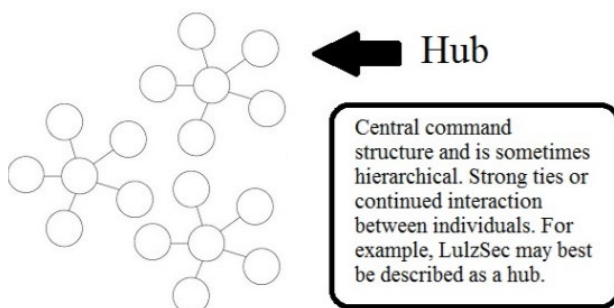 Hub
Central command
structure and is sometimes
hierarchical. Strong ties or
continued interaction
between individuals. For
example, LulzSec may best
be described as a hub.